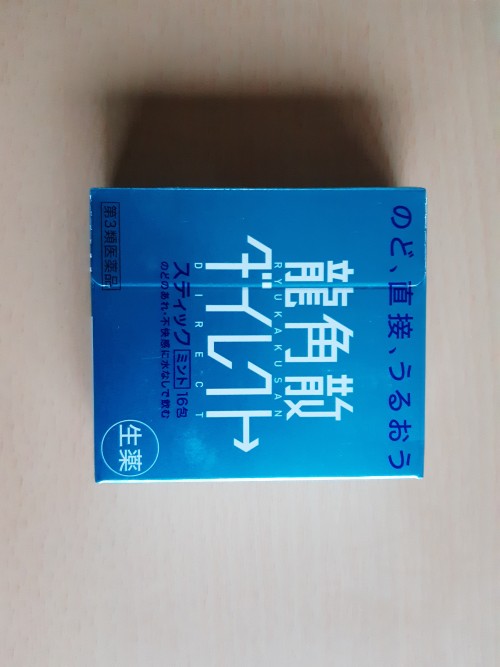 のど、直接、うるおう
龍角散
RYUKAKUSAN
ダイレクト
DIRECT
スティック ミント 16包
のどのあれ・不快感に水なしで飲む
第3類医薬品
生薬